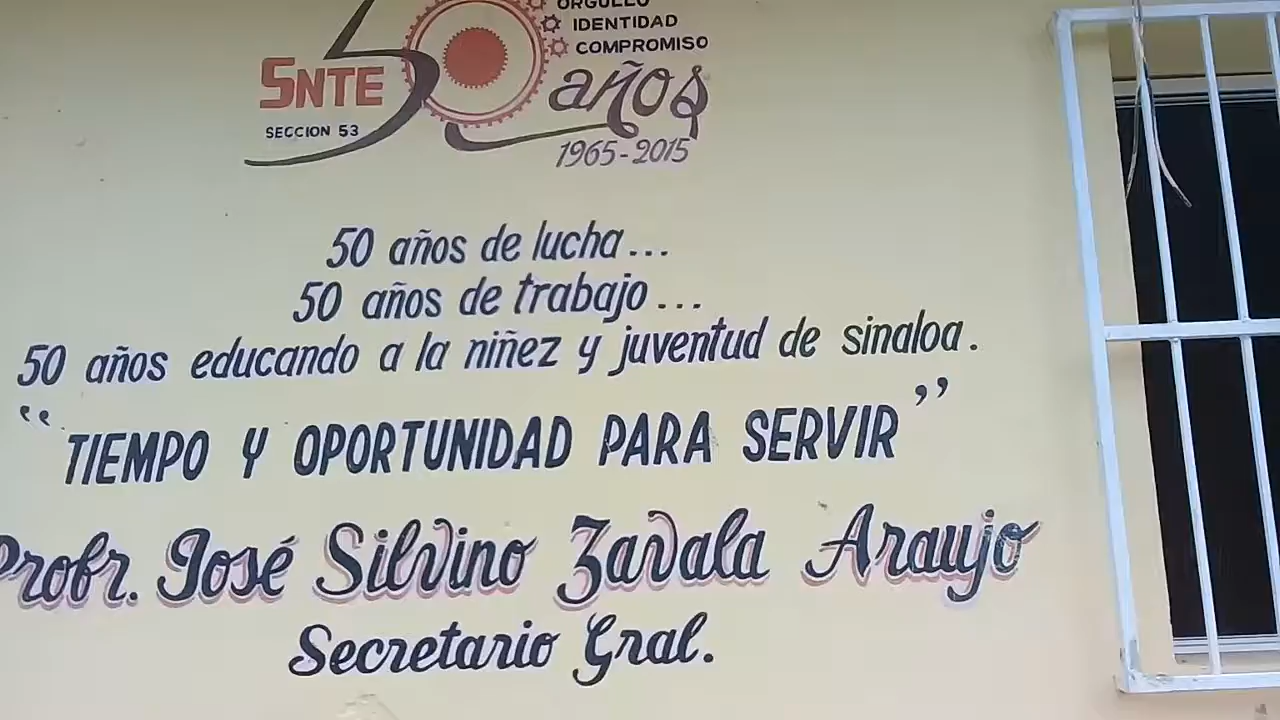 ORGULLO
IDENTIDAD
COMPROMISO
50 años
SNTE
SECCION 53
1965-2015
50 años de lucha...
50 años de trabajo...
50 años educando a la niñez y juventud de sinaloa.
"TIEMPO Y OPORTUNIDAD PARA SERVIR"
Profr. José Silvino Zavala Araujo
Secretario Gral.